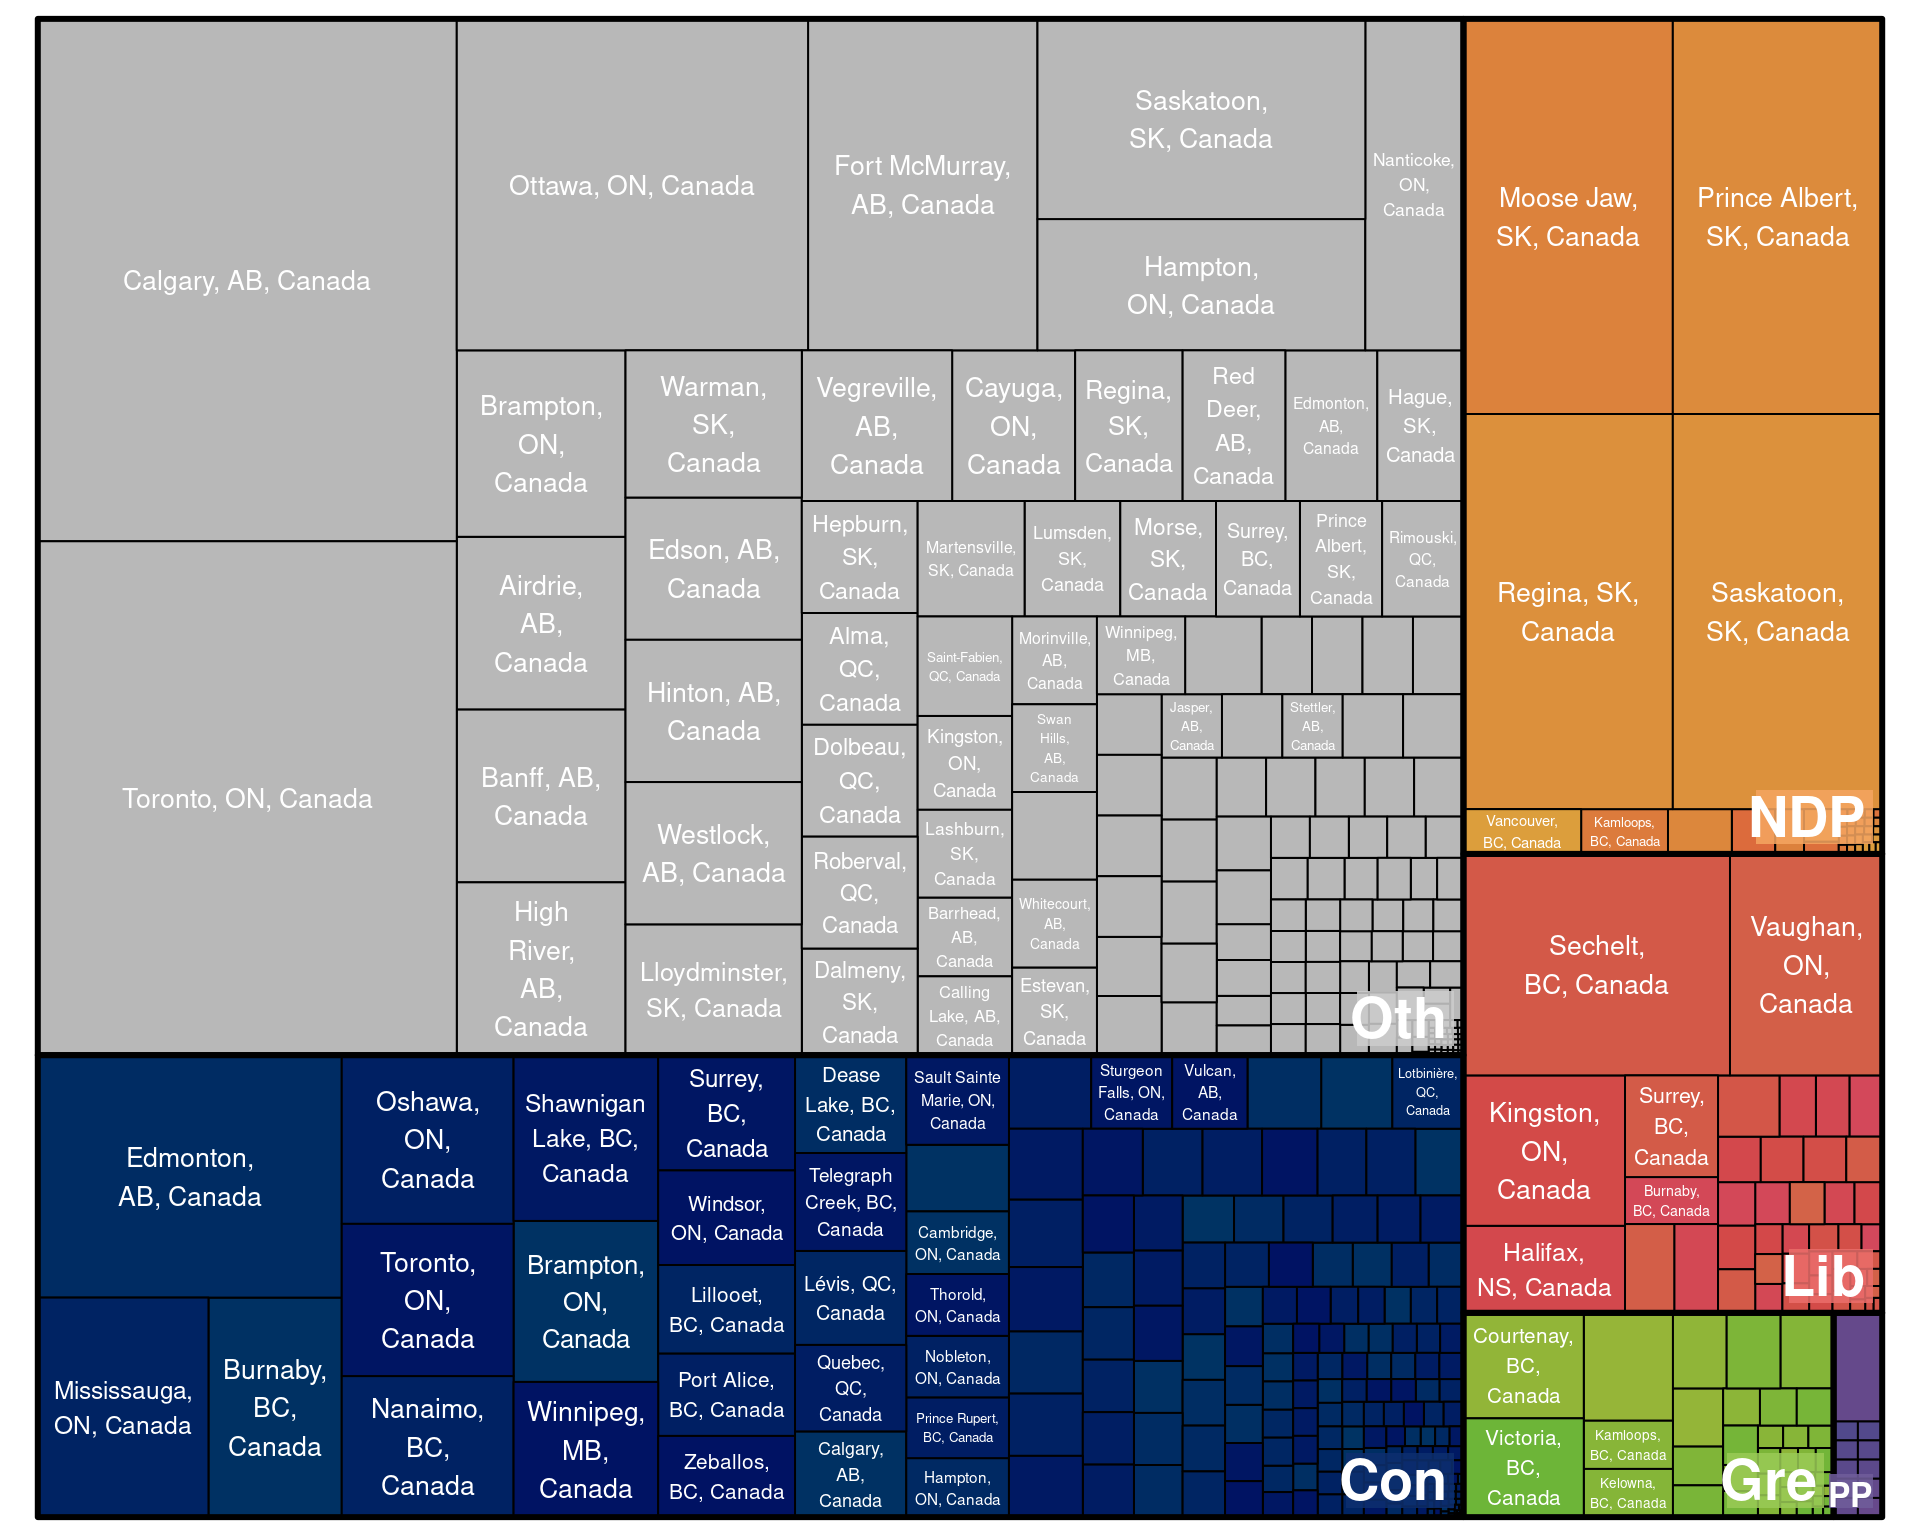 Calgary, AB, Canada
Toronto, ON, Canada
Ottawa, ON, Canada
Fort McMurray,
AB, Canada
Saskatoon,
SK, Canada
Hampton,
ON, Canada
Nanticoke,
ON,
Canada
Brampton,
ON,
Canada
Airdrie,
AB,
Canada
Banff, AB,
Canada
High
River,
AB,
Canada
Warman,
SK,
Canada
Edson, AB,
Canada
Hinton, AB,
Canada
Westlock,
AB, Canada
Lloydminster,
SK, Canada
Vegreville,
AB,
Canada
Cayuga,
ON,
Canada
Regina,
SK,
Canada
Red
Deer,
AB,
Canada
Edmonton,
AB,
Canada
Hague,
SK,
Canada
Hepburn,
SK,
Canada
Alma,
QC,
Canada
Dolbeau,
QC,
Canada
Roberval,
QC,
Canada
Dalmeny,
SK,
Canada
Martensville,
SK, Canada
Lumsden,
SK,
Canada
Morse,
SK,
Canada
Surrey,
BC,
Canada
Prince
Albert,
SK,
Canada
Rimouski,
QC,
Canada
Saint-Fabien,
QC, Canada
Kingston,
ON,
Canada
Lashburn,
SK,
Canada
Barrhead,
AB,
Canada
Calling
Lake, AB,
Canada
Morinville,
AB,
Canada
Swan
Hills,
AB,
Canada
Whitecourt,
AB,
Canada
Estevan,
SK,
Canada
Winnipeg,
MB,
Canada
Jasper,
AB,
Canada
Stettler,
AB,
Canada
Oth
Moose Jaw,
SK, Canada
Prince Albert,
SK, Canada
Regina, SK,
Canada
Saskatoon,
SK, Canada
Vancouver,
BC, Canada
Kamloops,
BC, Canada
NDP
Sechelt,
BC, Canada
Vaughan,
ON,
Canada
Kingston,
ON,
Canada
Halifax,
NS, Canada
Surrey,
BC,
Canada
Burnaby,
BC, Canada
Lib
Edmonton,
AB, Canada
Mississauga,
ON, Canada
Burnaby,
BC,
Canada
Oshawa,
ON,
Canada
Toronto,
ON,
Canada
Nanaimo,
BC,
Canada
Shawnigan
Lake, BC,
Canada
Brampton,
ON,
Canada
Winnipeg,
MB,
Canada
Surrey,
BC,
Canada
Windsor,
ON, Canada
Lillooet,
BC, Canada
Port Alice,
BC, Canada
Zeballos,
BC, Canada
Dease
Lake, BC,
Canada
Telegraph
Creek, BC,
Canada
Lévis, QC,
Canada
Quebec,
QC,
Canada
Calgary,
AB,
Canada
Sault Sainte
Marie, ON,
Canada
Cambridge,
ON, Canada
Thorold,
ON, Canada
Nobleton,
ON, Canada
Prince Rupert,
BC, Canada
Hampton,
ON, Canada
Sturgeon
Falls, ON,
Canada
Vulcan,
AB,
Canada
Lotbinière,
QC,
Canada
Con
Courtenay,
BC,
Canada
Victoria,
BC,
Canada
Kamloops,
BC, Canada
Kelowna,
BC, Canada
Gre
PP